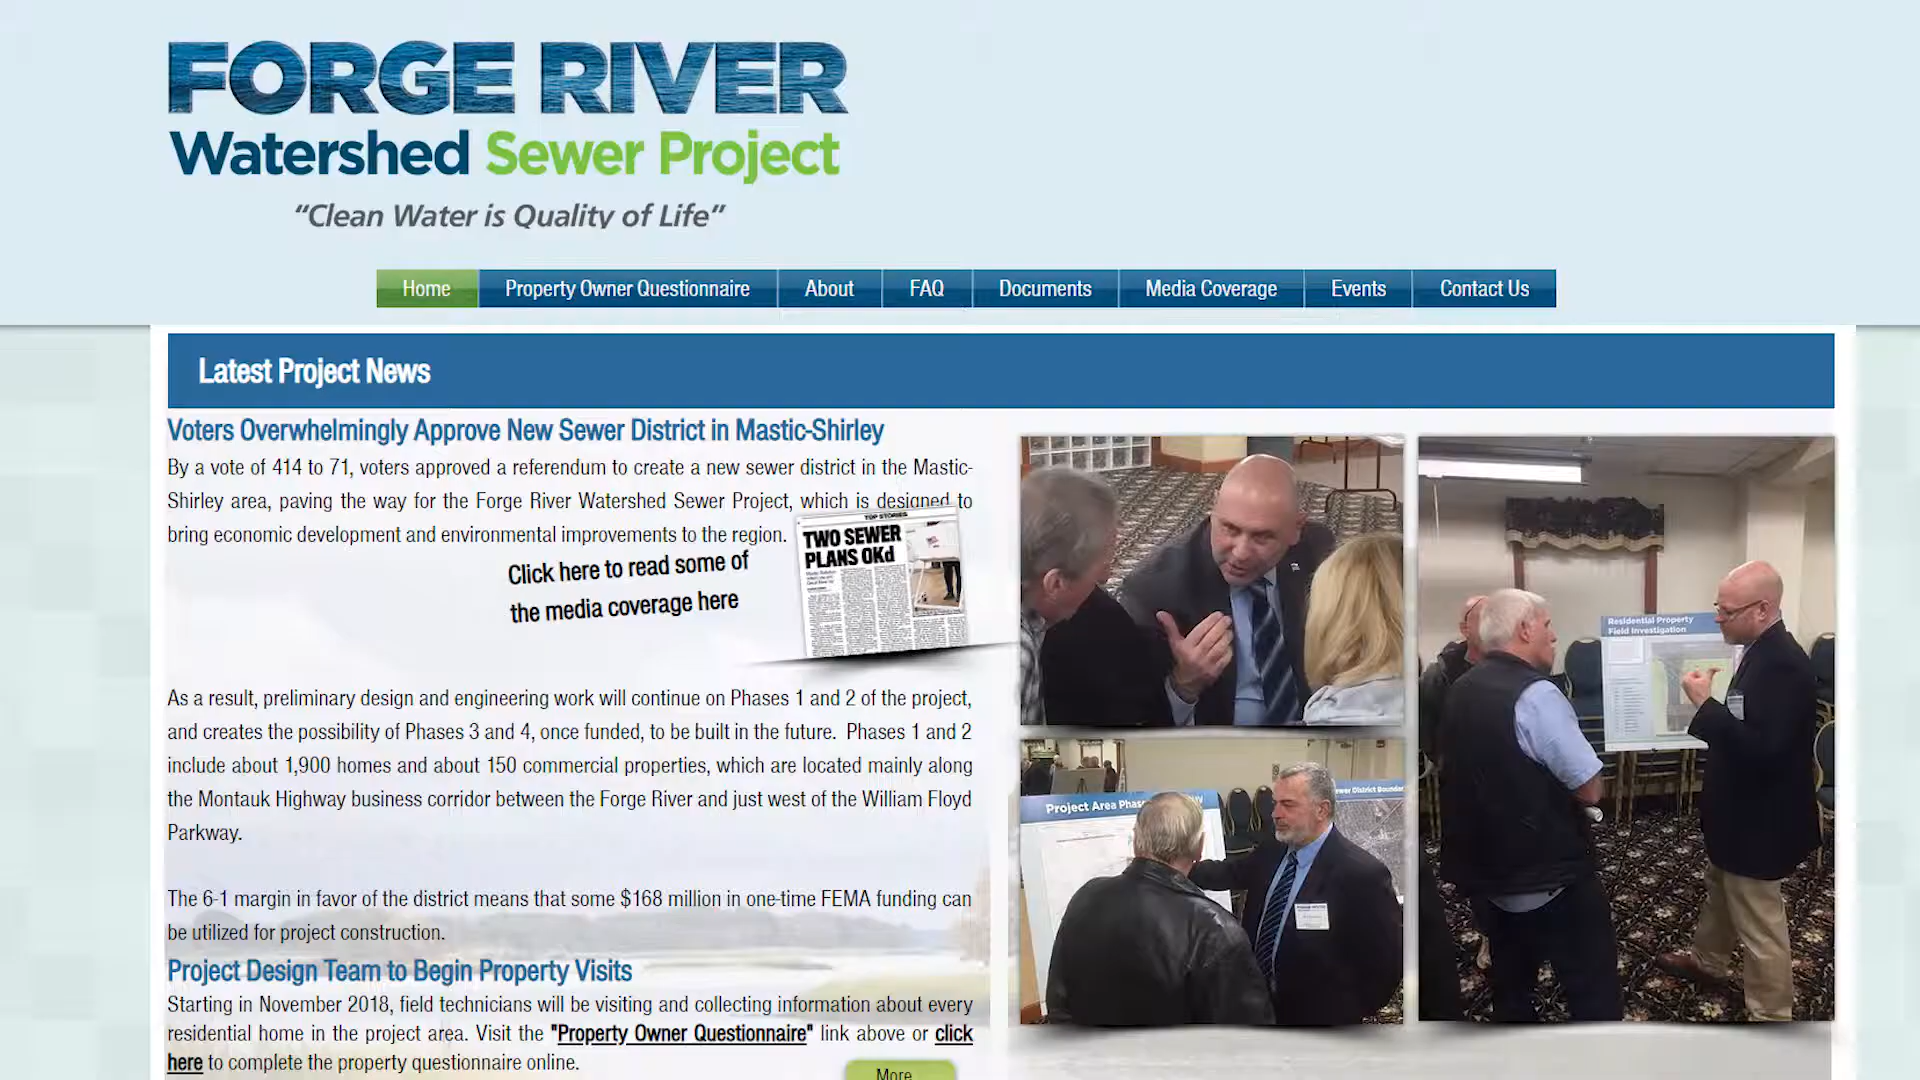 FORGE RIVER
Watershed Sewer Project
“Clean Water is Quality of Life”
Home Property Owner Questionnaire About FAQ Documents Media Coverage Events Contact Us
Latest Project News
Voters Overwhelmingly Approve New Sewer District in Mastic-Shirley
By a vote of 414 to 71, voters approved a referendum to create a new sewer district in the Mastic-
Shirley area, paving the way for the Forge River Watershed Sewer Project, which is designed to
bring economic development and environmental improvements to the region.
TOP STORIES
TWO SEWER
PLANS OKd
Click here to read some of
the media coverage here
As a result, preliminary design and engineering work will continue on Phases 1 and 2 of the project,
and creates the possibility of Phases 3 and 4, once funded, to be built in the future. Phases 1 and 2
include about 1,900 homes and about 150 commercial properties, which are located mainly along
the Montauk Highway business corridor between the Forge River and just west of the William Floyd
Parkway.
The 6-1 margin in favor of the district means that some $168 million in one-time FEMA funding can
be utilized for project construction.
Project Design Team to Begin Property Visits
Starting in November 2018, field technicians will be visiting and collecting information about every
residential home in the project area. Visit the "Property Owner Questionnaire" link above or click
here to complete the property questionnaire online.
More
Residential Property
Field Investigation
Project Area